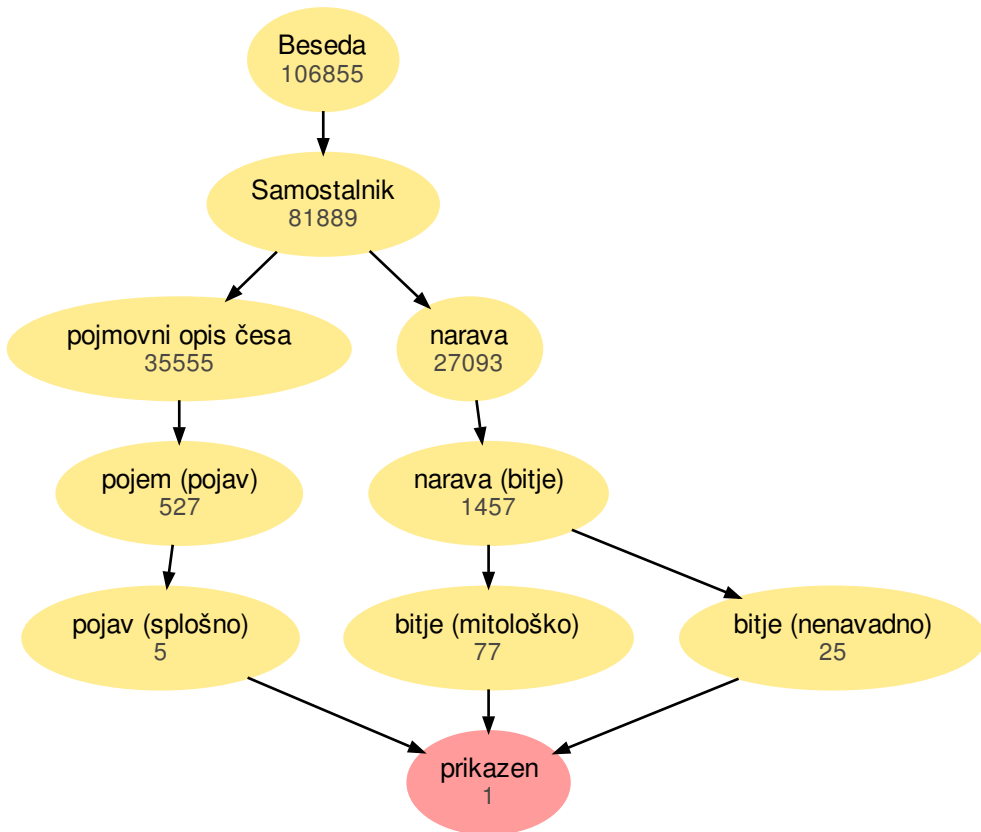 Beseda
106855
Samostalnik
81889
pojmovni opis česa
35555
narava
27093
pojem (pojav)
527
narava (bitje)
1457
pojav (splošno)
5
bitje (mitološko)
77
bitje (nenavadno)
25
prikazen
1